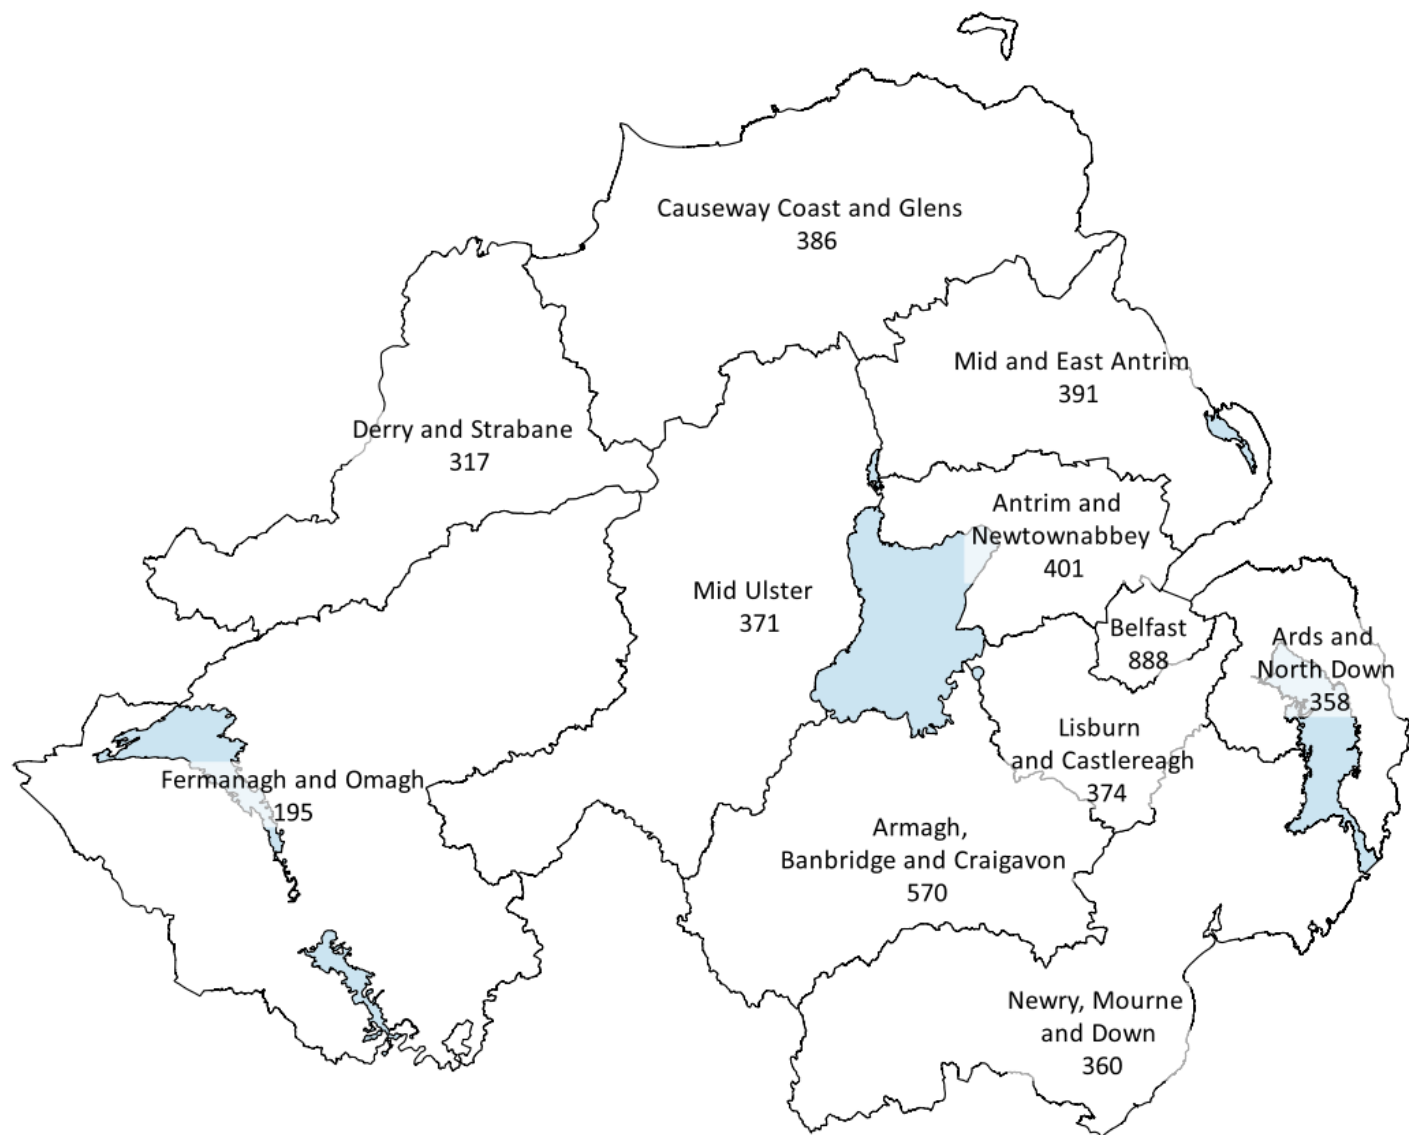 Causeway Coast and Glens
386
Mid and East Antrim
391
Derry and Strabane
317
Antrim and
Newtownabbey
401
Mid Ulster
371
Belfast
888
Ards and
North Down
358
Lisburn
and Castlereagh
374
Fermanagh and Omagh
195
Armagh,
Banbridge and Craigavon
570
Newry, Mourne
and Down
360